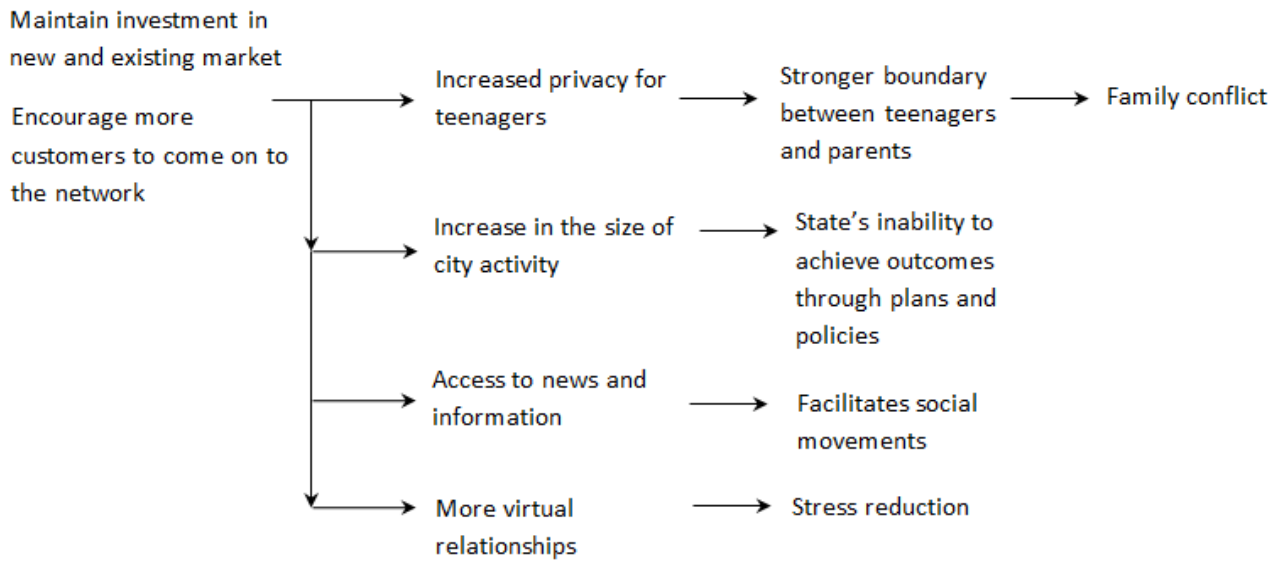 Maintain investment in
new and existing market
Encourage more
customers to come on to
the network
Increased privacy for
teenagers
Stronger boundary
between teenagers
and parents
Family conflict
Increase in the size of
city activity
State’s inability to
achieve outcomes
through plans and
policies
Access to news and
information
Facilitates social
movements
More virtual
relationships
Stress reduction